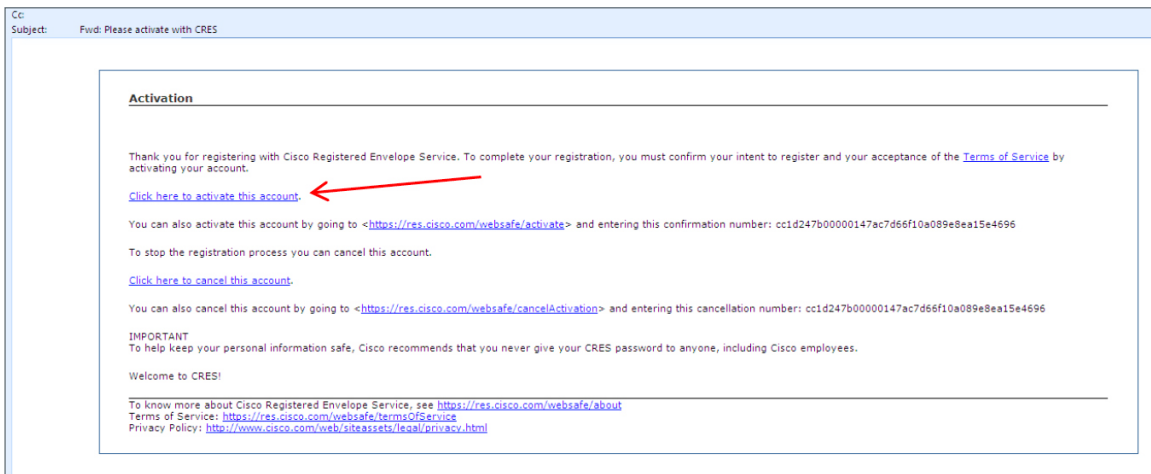 Cc:
Subject: Fwd: Please activate with CRES
Activation
Thank you for registering with Cisco Registered Envelope Service. To complete your registration, you must confirm your intent to register and your acceptance of the Terms of Service by
activating your account.
Click here to activate this account.
You can also activate this account by going to <https://res.cisco.com/websafe/activate> and entering this confirmation number: cc1d247b00000147ac7d66f10a089e8ea15e4696
To stop the registration process you can cancel this account.
Click here to cancel this account.
You can also cancel this account by going to <https://res.cisco.com/websafe/cancelActivation> and entering this cancellation number: cc1d247b00000147ac7d66f10a089e8ea15e4696
IMPORTANT
To help keep your personal information safe, Cisco recommends that you never give your CRES password to anyone, including Cisco employees.
Welcome to CRES!
To know more about Cisco Registered Envelope Service, see https://res.cisco.com/websafe/about
Terms of Service: https://res.cisco.com/websafe/termsOfService
Privacy Policy: http://www.cisco.com/web/siteassets/legal/privacy.html